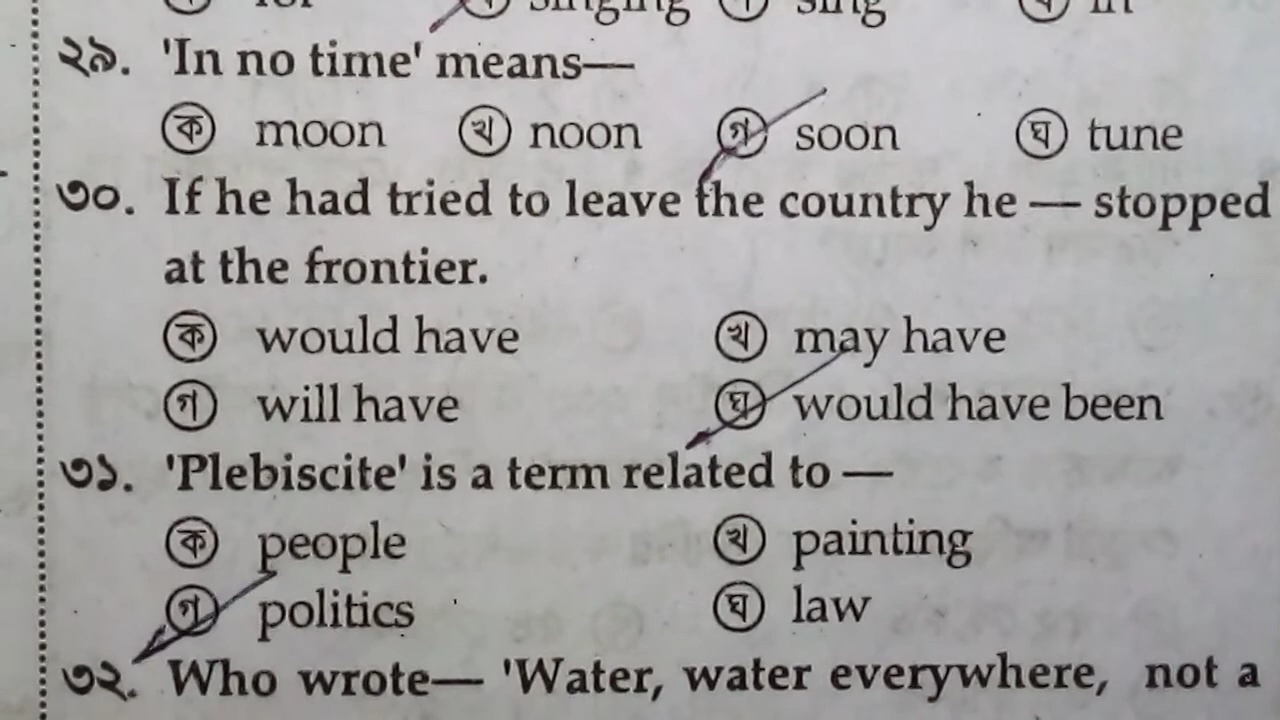 singing ㅤ sing
২৯. 'In no time' means—
ক moon খ noon গ soon ঘ tune
৩০. If he had tried to leave the country he — stopped
at the frontier.
ক would have খ may have
গ will have ঘ would have been
৩১. 'Plebiscite' is a term related to —
ক people খ painting
গ politics ঘ law
৩২. Who wrote— 'Water, water everywhere, not a